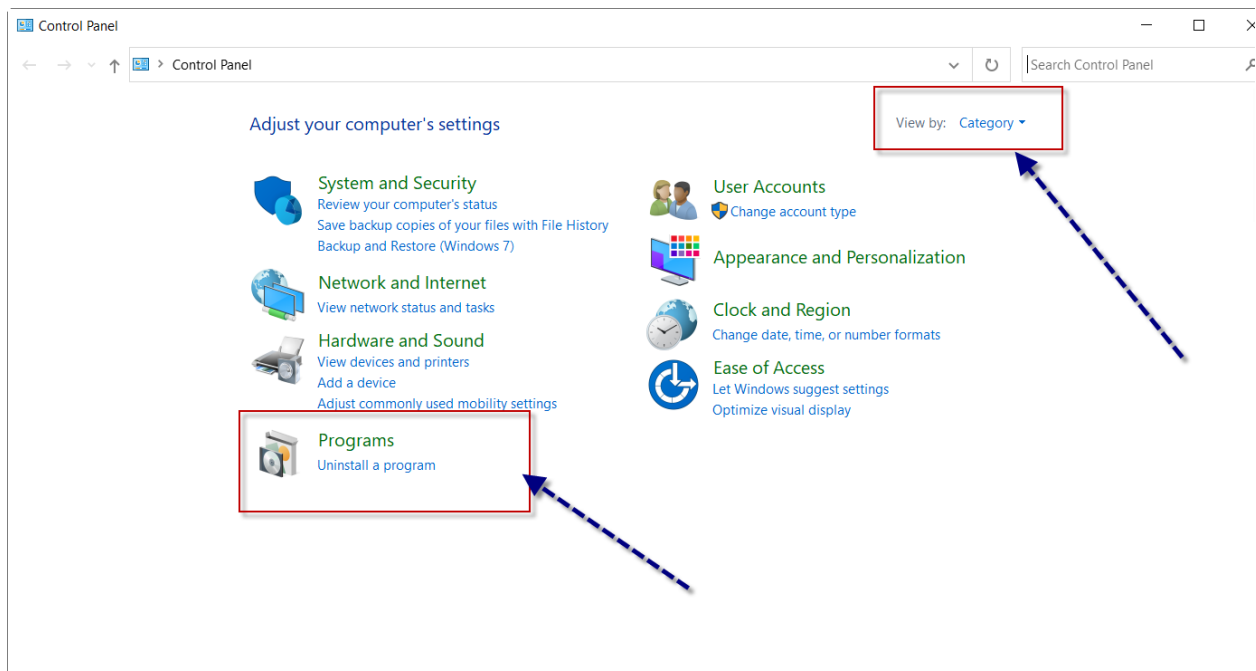 Control Panel
Control Panel
Search Control Panel
Adjust your computer's settings
View by: Category
System and Security
Review your computer's status
Save backup copies of your files with File History
Backup and Restore (Windows 7)
Network and Internet
View network status and tasks
Hardware and Sound
View devices and printers
Add a device
Adjust commonly used mobility settings
Programs
Uninstall a program
User Accounts
Change account type
Appearance and Personalization
Clock and Region
Change date, time, or number formats
Ease of Access
Let Windows suggest settings
Optimize visual display